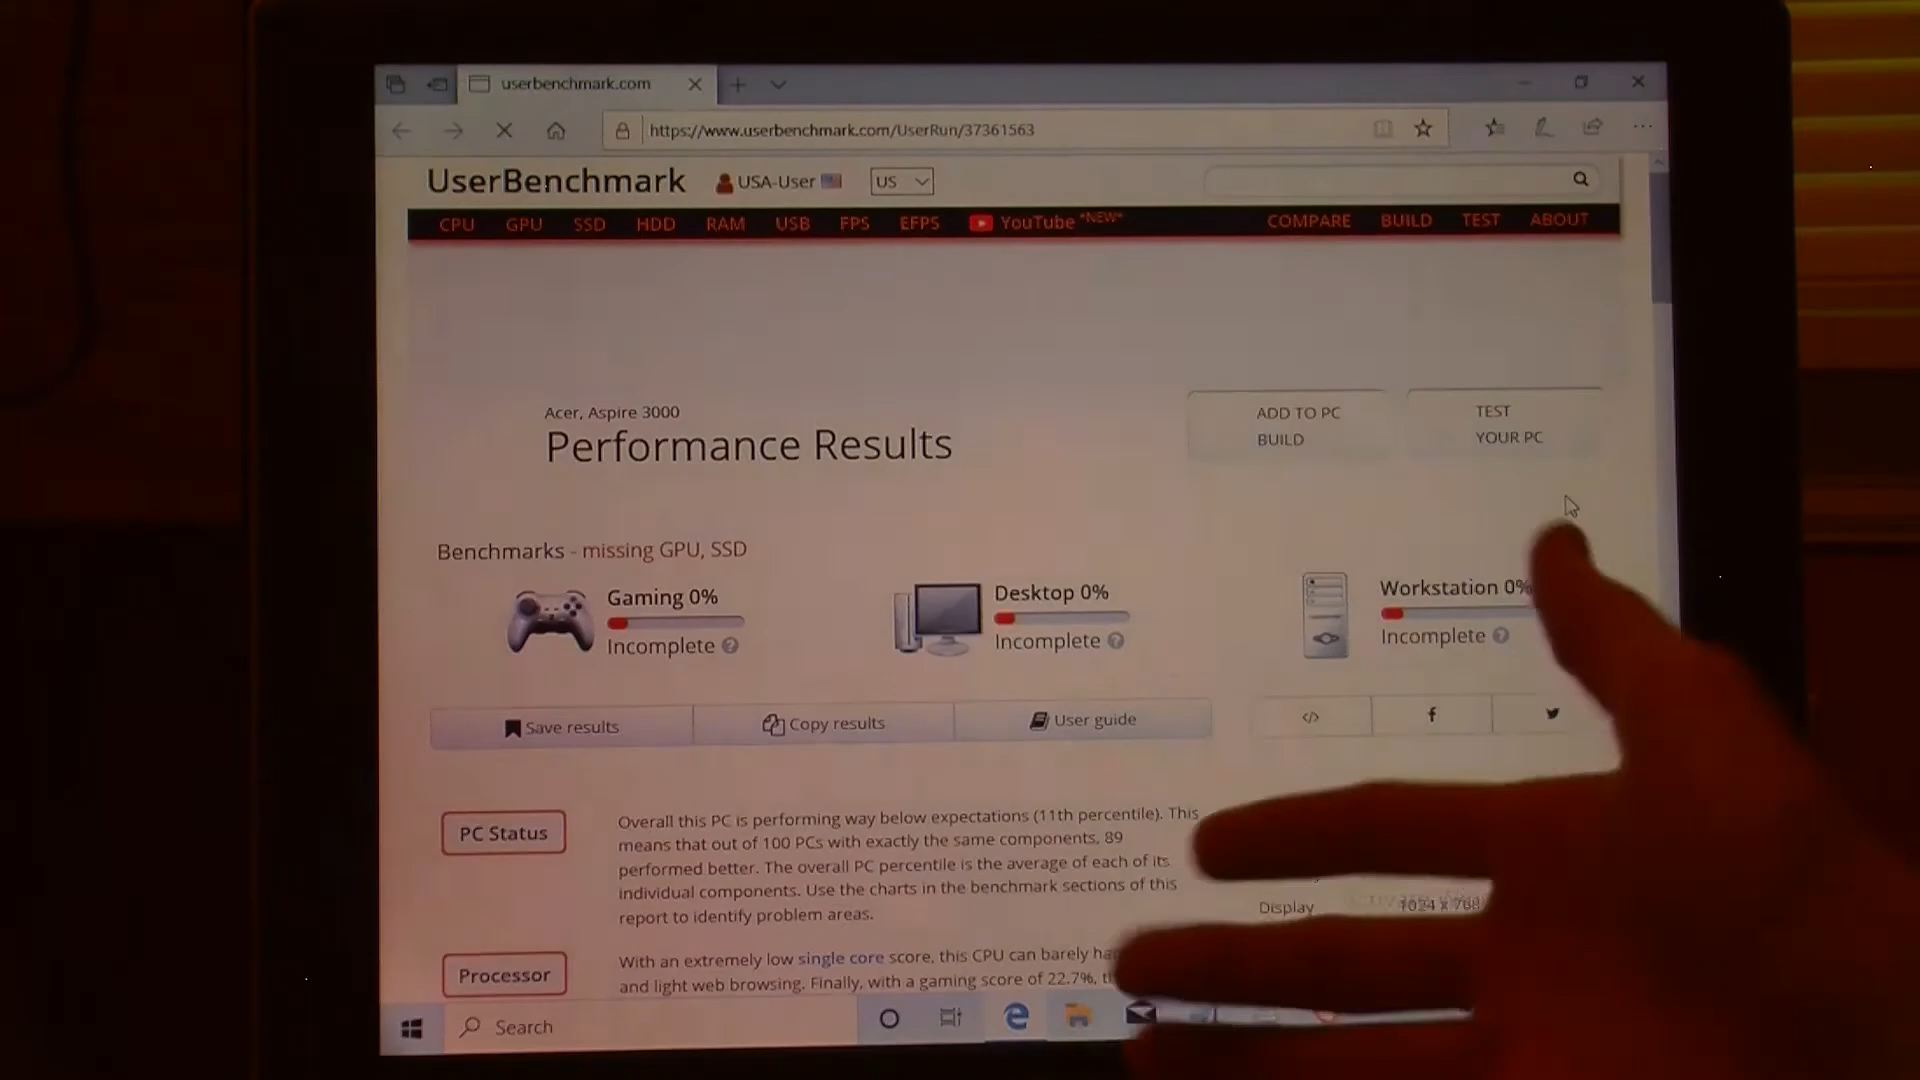 userbenchmark.com
https://www.userbenchmark.com/UserRun/37361563
UserBenchmark USA-User US
CPU GPU SSD HDD RAM USB FPS EFPS YouTube *NEW* COMPARE BUILD TEST ABOUT
Acer, Aspire 3000
Performance Results
ADD TO PC
BUILD
TEST
YOUR PC
Benchmarks - missing GPU, SSD
Gaming 0%
Incomplete
Desktop 0%
Incomplete
Workstation 0%
Incomplete
Save results Copy results User guide
PC Status
Overall this PC is performing way below expectations (11th percentile). This
means that out of 100 PCs with exactly the same components, 89
performed better. The overall PC percentile is the average of each of its
individual components. Use the charts in the benchmark sections of this
report to identify problem areas.
Display 1024 x 768
Processor
With an extremely low single core score, this CPU can barely
and light web browsing. Finally, with a gaming score of 22.7%,
Search